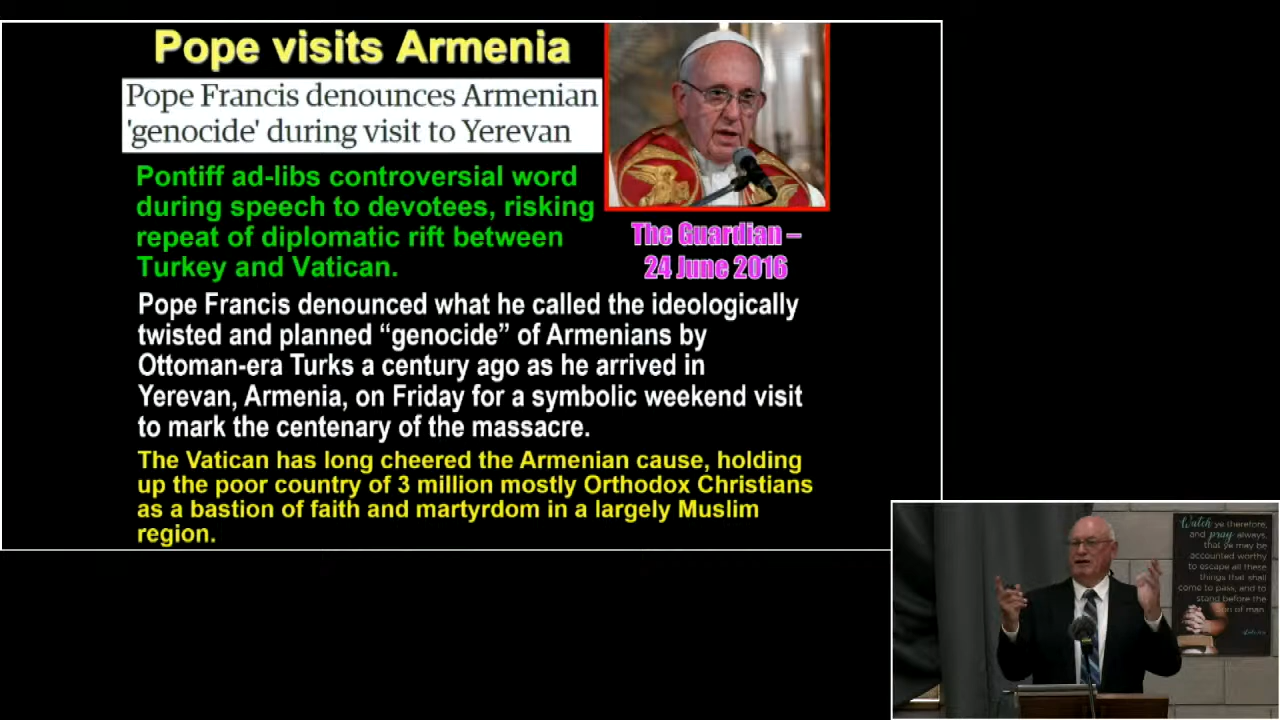 Pope visits Armenia
Pope Francis denounces Armenian
'genocide' during visit to Yerevan
Pontiff ad-libs controversial word
during speech to devotees, risking
repeat of diplomatic rift between
Turkey and Vatican.
The Guardian –
24 June 2016
Pope Francis denounced what he called the ideologically
twisted and planned “genocide” of Armenians by
Ottoman-era Turks a century ago as he arrived in
Yerevan, Armenia, on Friday for a symbolic weekend visit
to mark the centenary of the massacre.
The Vatican has long cheered the Armenian cause, holding
up the poor country of 3 million mostly Orthodox Christians
as a bastion of faith and martyrdom in a largely Muslim
region.
Watch ye therefore,
and pray always,
that ye may be
accounted worthy
to escape all these
things that shall
come to pass, and to
stand before the
Son of man.